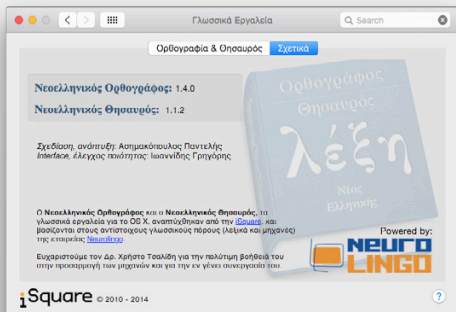 Γλωσσικά Εργαλεία
Search
Ορθογραφία & Θησαυρός
Σχετικά
Νεοελληνικός Ορθογράφος: 1.4.0
Νεοελληνικός Θησαυρός: 1.1.2
Σχεδίαση, ανάπτυξη: Ασημακόπουλος Παντελής
Interface, έλεγχος ποιότητας: Ιωαννίδης Γρηγόρης
Ορθογράφος
Θησαυρός
λέξη
Νέας
Ελληνικής
Ο Νεοελληνικός Ορθογράφος και ο Νεοελληνικός Θησαυρός, τα
γλωσσικά εργαλεία για το OS X, αναπτύχθηκαν από την iSquare, και
βασίζονται στους αντίστοιχους γλωσσικούς πόρους (λεξικά και μηχανές)
της εταιρείας Neurolingo.
Ευχαριστούμε τον Δρ. Χρήστο Τσαλίδη για την πολύτιμη βοήθειά του
στην προσαρμογή των μηχανών και για την εν γένει συνεργασία του.
Powered by:
NEURO
LINGO
iSquare © 2010 - 2014
?